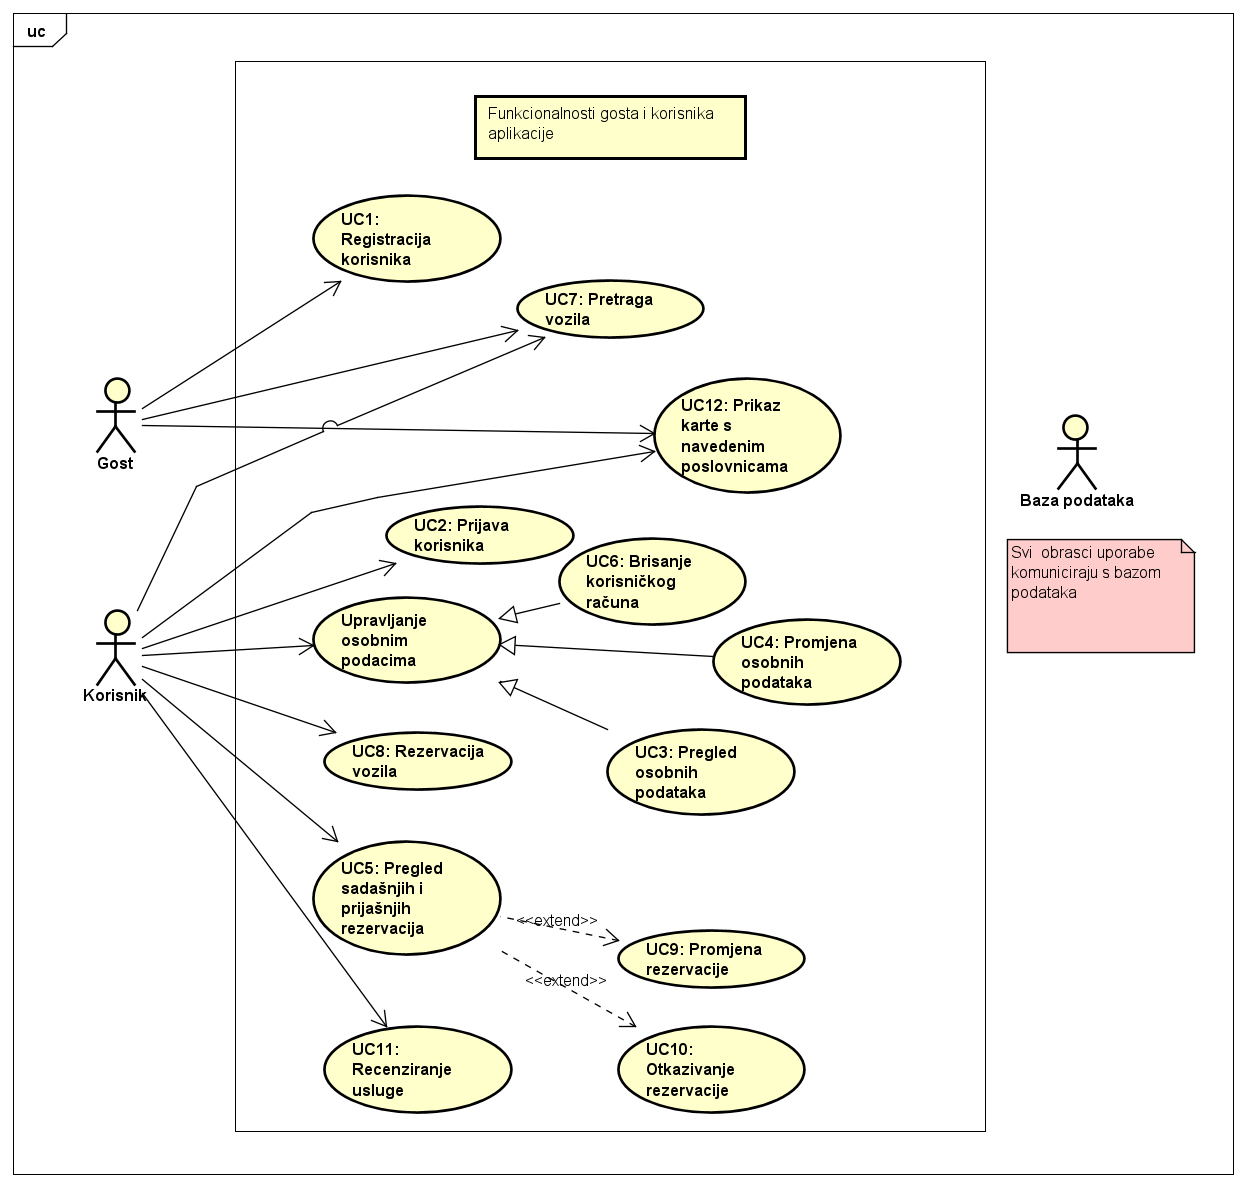 uc
Funkcionalnosti gosta i korisnika
aplikacije
UC1:
Registracija
korisnika
UC7: Pretraga
vozila
UC12: Prikaz
karte s
navedenim
poslovnicama
Gost
Baza podataka
Svi  obrasci uporabe
komuniciraju s bazom
podataka
UC2: Prijava
korisnika
UC6: Brisanje
korisničkog
računa
Upravljanje
osobnim
podacima
UC4: Promjena
osobnih
podataka
Korisnik
UC8: Rezervacija
vozila
UC3: Pregled
osobnih
podataka
UC5: Pregled
sadašnjih i
prijašnjih
rezervacija
<<extend>>
UC9: Promjena
rezervacije
<<extend>>
UC11:
Recenziranje
usluge
UC10:
Otkazivanje
rezervacije